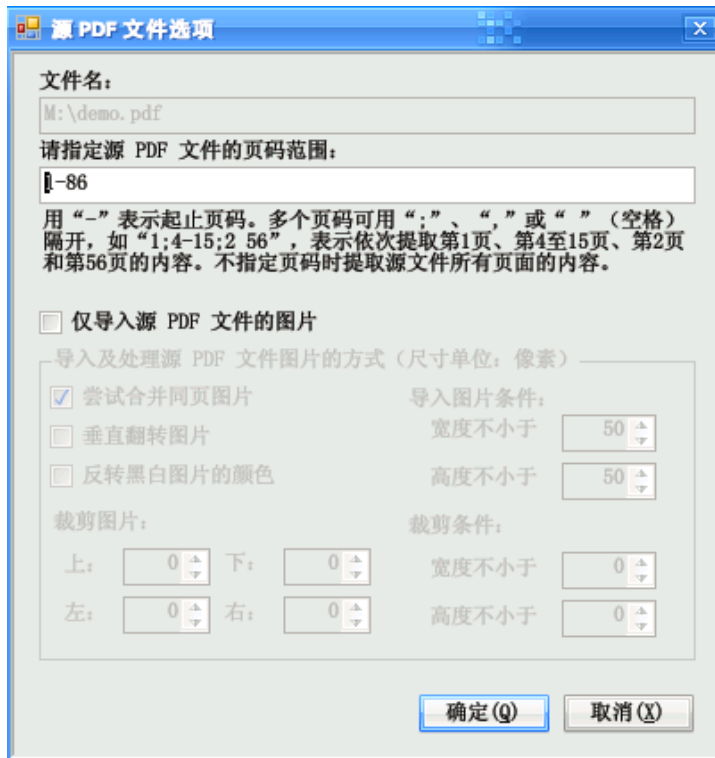 源 PDF 文件选项
文件名：
M:\demo.pdf
请指定源 PDF 文件的页码范围：
1-86
用“-”表示起止页码。多个页码可用“;”、“,”或“ ”（空格）
隔开，如“1;4-15;2 56”，表示依次提取第1页、第4至15页、第2页
和第56页的内容。不指定页码时提取源文件所有页面的内容。
仅导入源 PDF 文件的图片
导入及处理源 PDF 文件图片的方式（尺寸单位：像素）
尝试合并同页图片 导入图片条件：
垂直翻转图片 宽度不小于 50
反转黑白图片的颜色 高度不小于 50
裁剪图片： 裁剪条件：
上： 0 下： 0 宽度不小于 0
左： 0 右： 0 高度不小于 0
确定(Q) 取消(X)